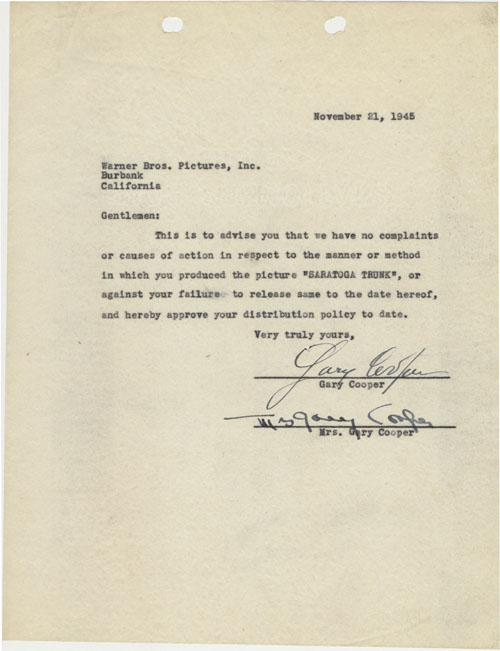 November 21, 1945
Warner Bros. Pictures, Inc.
Burbank
California
Gentlemen:
This is to advise you that we have no complaints
or causes of action in respect to the manner or method
in which you produced the picture "SARATOGA TRUNK", or
against your failure to release same to the date hereof,
and hereby approve your distribution policy to date.
Very truly yours,
Gary Cooper
Gary Cooper
Mrs Gary Cooper
Mrs. Gary Cooper